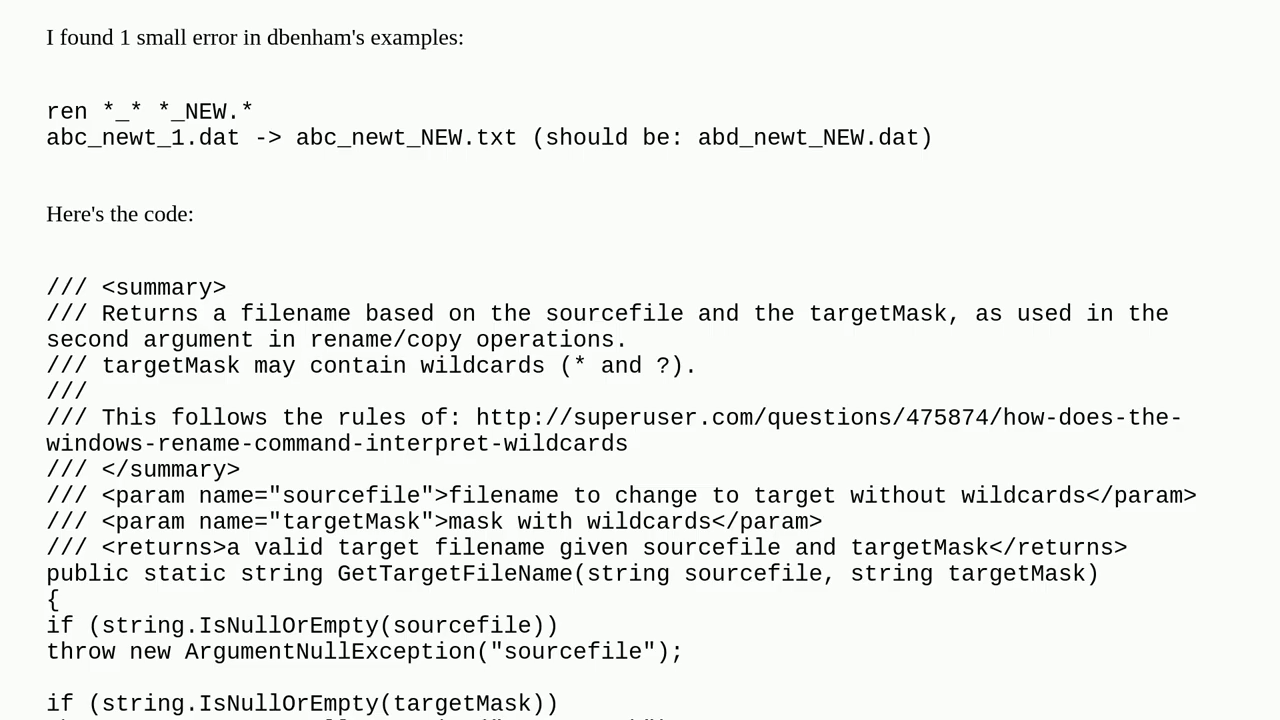 I found 1 small error in dbenham's examples:
ren *_* *_NEW.*
abc_newt_1.dat -> abc_newt_NEW.txt (should be: abd_newt_NEW.dat)
Here's the code:
/// <summary>
/// Returns a filename based on the sourcefile and the targetMask, as used in the
second argument in rename/copy operations.
/// targetMask may contain wildcards (* and ?).
///
/// This follows the rules of: http://superuser.com/questions/475874/how-does-the-
windows-rename-command-interpret-wildcards
/// </summary>
/// <param name="sourcefile">filename to change to target without wildcards</param>
/// <param name="targetMask">mask with wildcards</param>
/// <returns>a valid target filename given sourcefile and targetMask</returns>
public static string GetTargetFileName(string sourcefile, string targetMask)
{
if (string.IsNullOrEmpty(sourcefile))
throw new ArgumentNullException("sourcefile");
if (string.IsNullOrEmpty(targetMask))